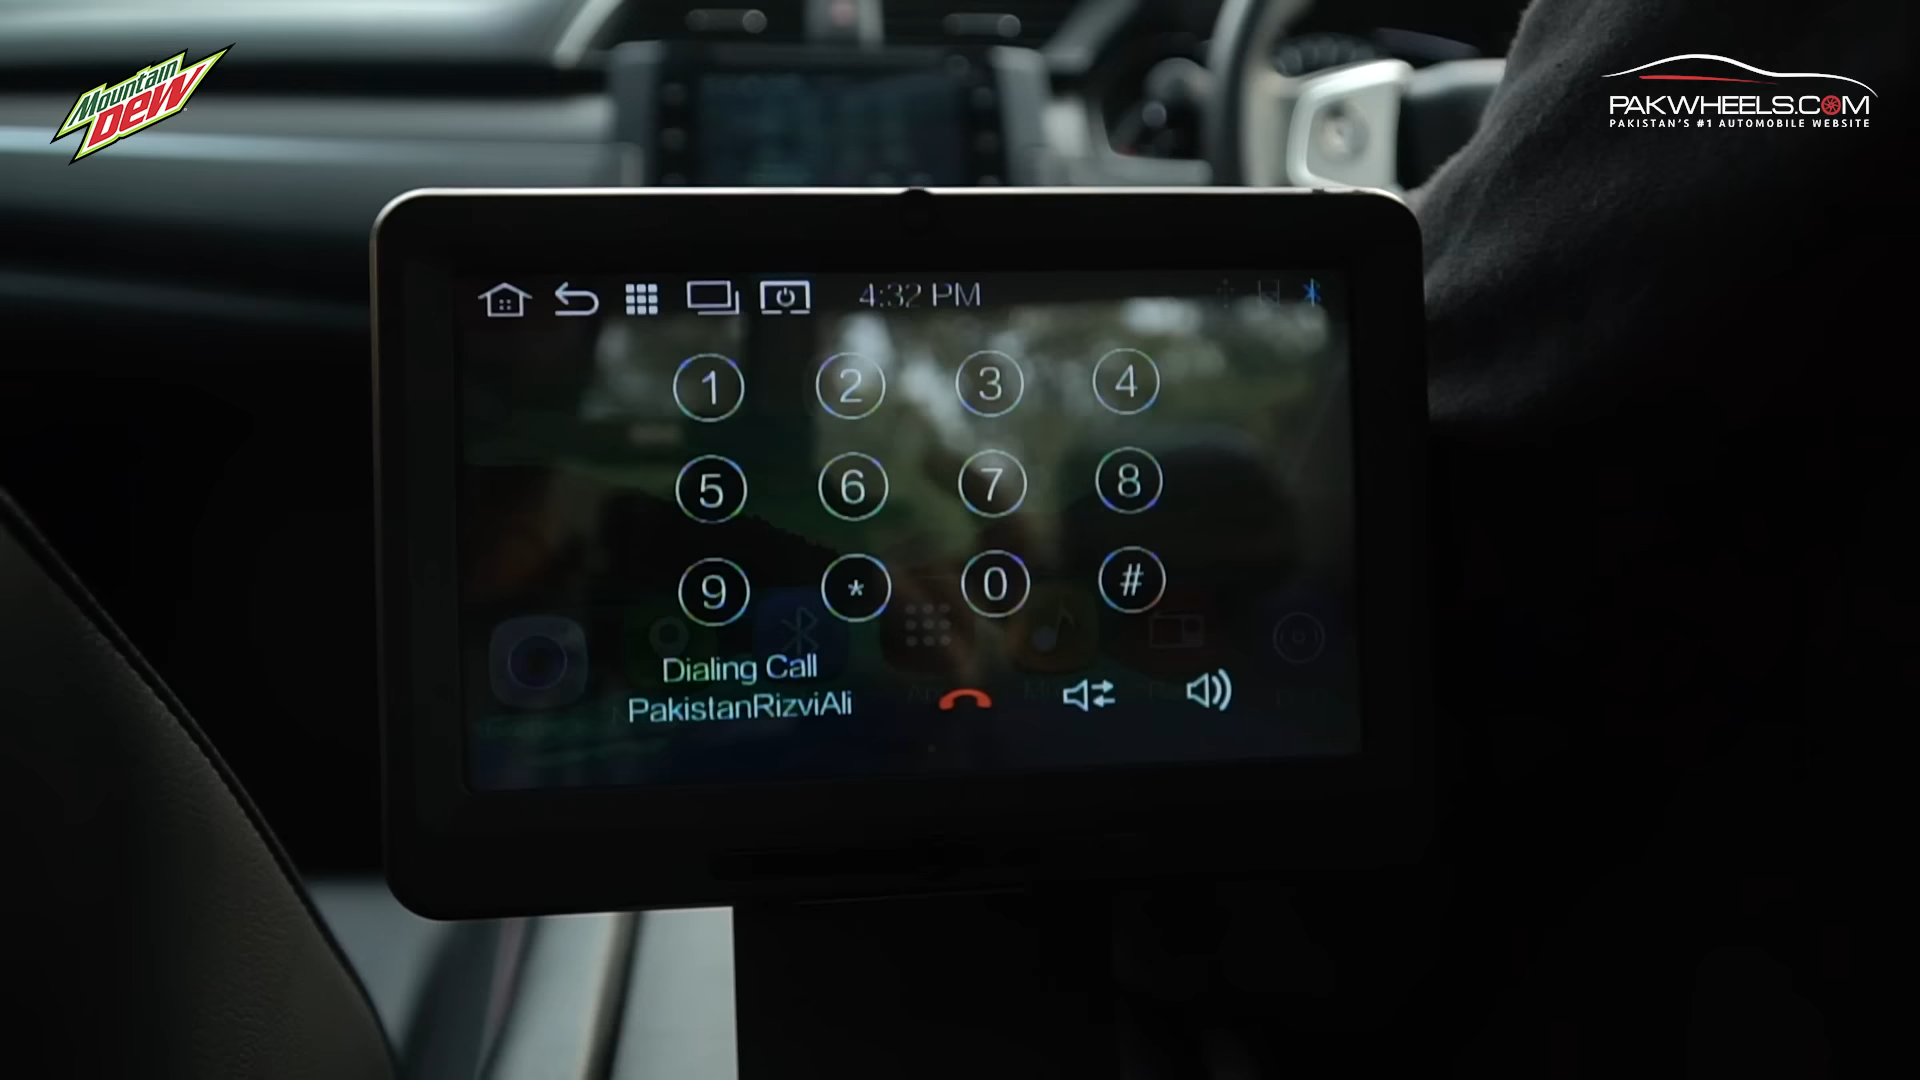 Mountain
Dew
PAKWHEELS.COM
PAKISTAN'S #1 AUTOMOBILE WEBSITE
4:32 PM
1 2 3 4
5 6 7 8
9 * 0 #
Dialing Call
PakistanRizviAli